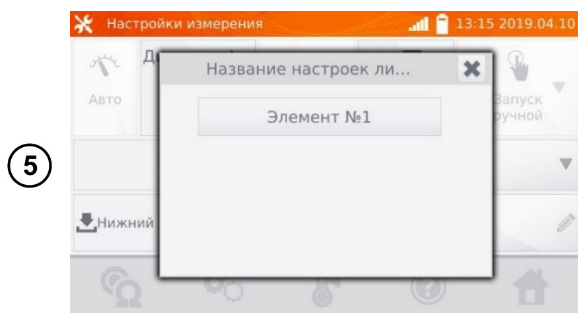 Настройки измерения 13:15 2019.04.10
Название настроек ли...
Авто
Запуск
ручной
Элемент №1
5
Нижний